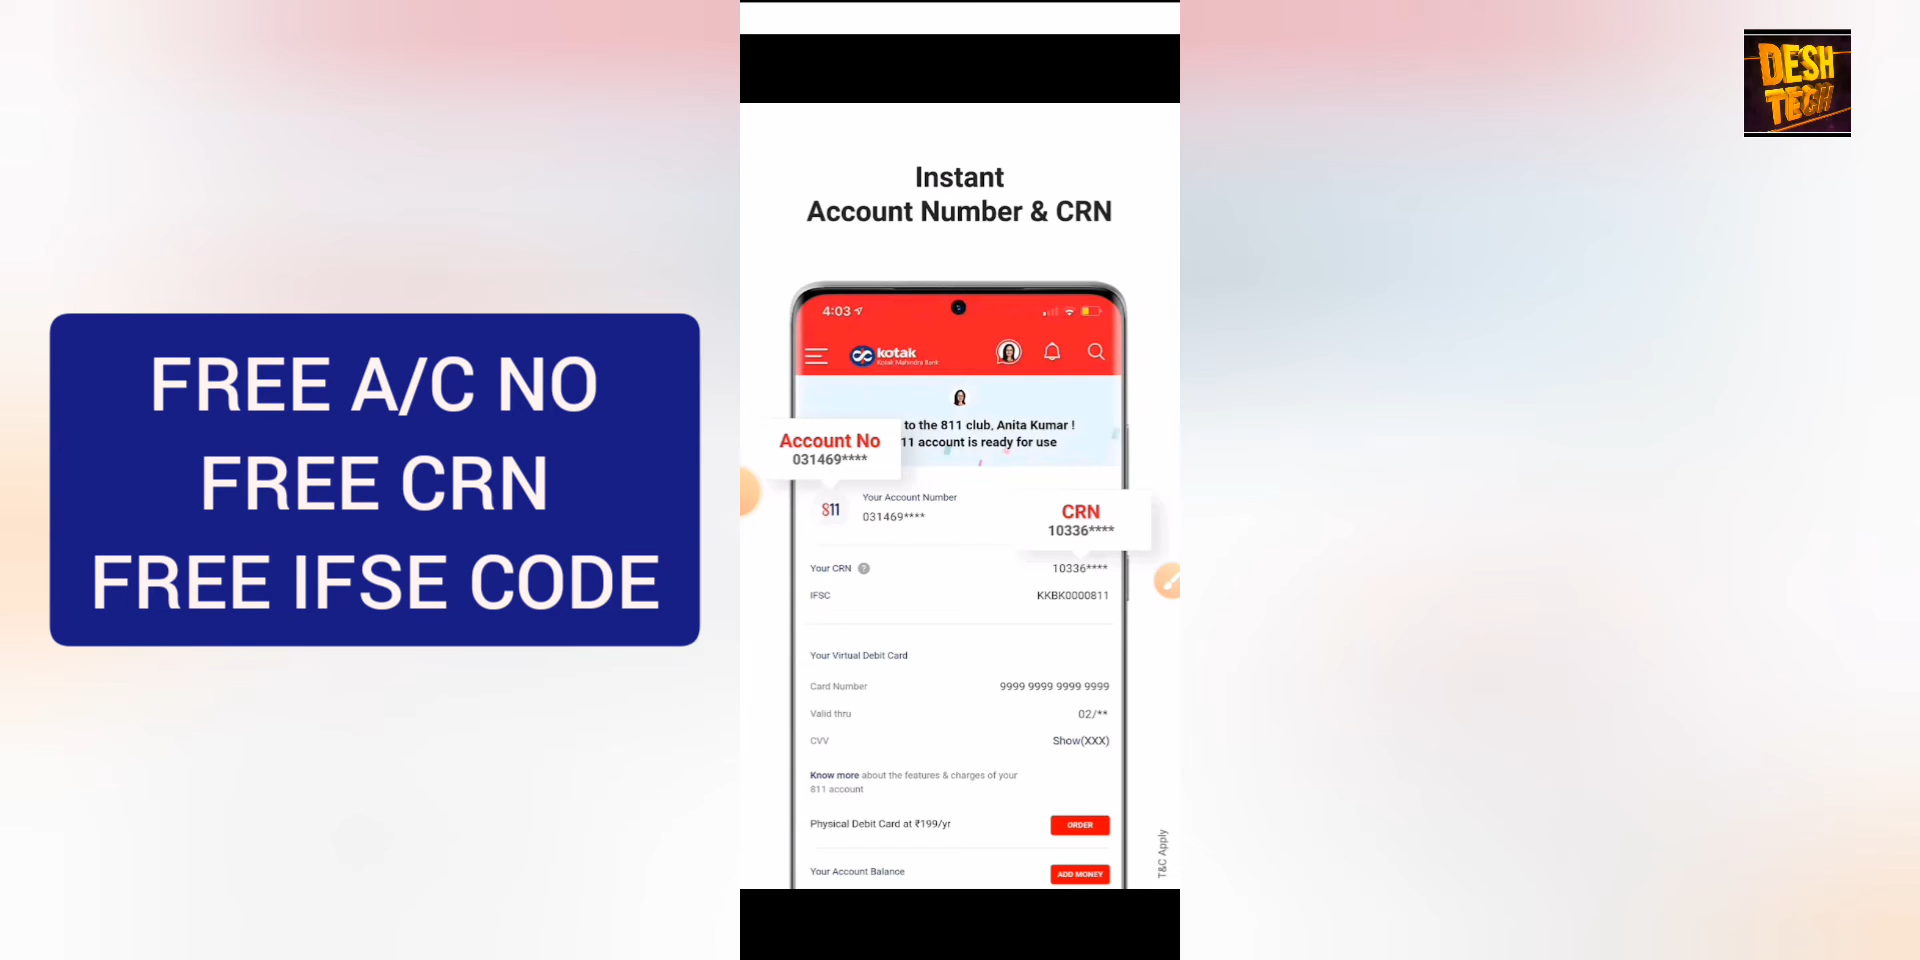 DESH
TECH
FREE A/C NO
FREE CRN
FREE IFSE CODE
Instant
Account Number & CRN
4:03
kotak
Kotak Mahindra Bank
to the 811 club, Anita Kumar !
11 account is ready for use
Account No
031469****
811
Your Account Number
031469****
CRN
10336****
Your CRN ?
10336****
IFSC
KKBK0000811
Your Virtual Debit Card
Card Number
9999 9999 9999 9999
Valid thru
02/**
CVV
Show(XXX)
Know more about the features & charges of your
811 account
Physical Debit Card at ₹199/yr
ORDER
Your Account Balance
ADD MONEY
T&C Apply